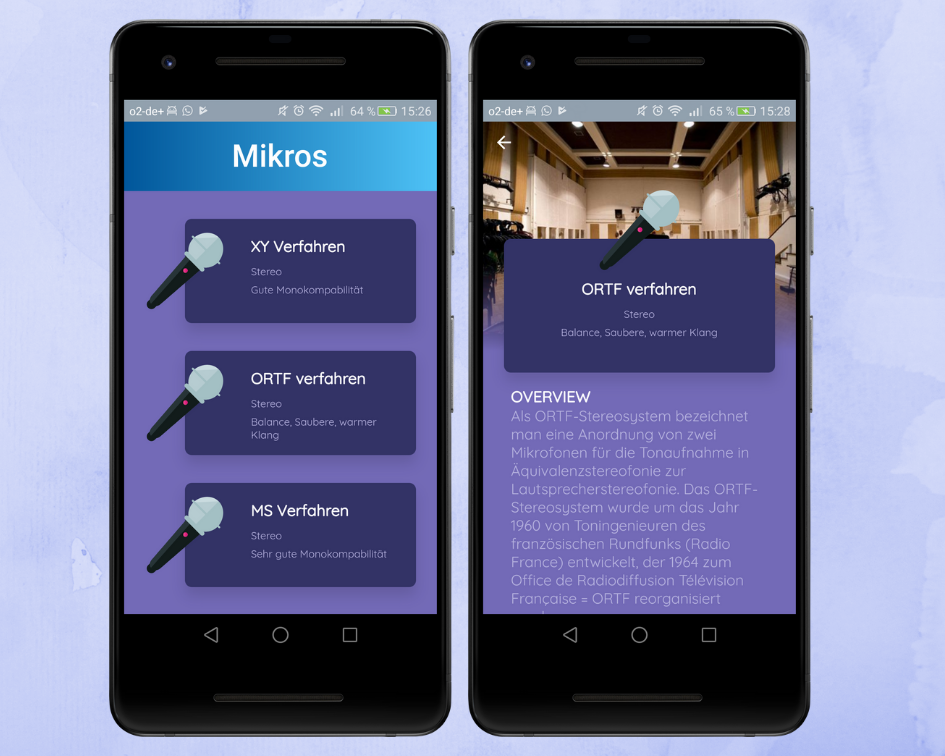 o2-de+ 64 % 15:26
Mikros
XY Verfahren
Stereo
Gute Monokompabilität
ORTF verfahren
Stereo
Balance, Saubere, warmer
Klang
MS Verfahren
Stereo
Sehr gute Monokompabilität
o2-de+ 65 % 15:28
ORTF verfahren
Stereo
Balance, Saubere, warmer Klang
OVERVIEW
Als ORTF-Stereosystem bezeichnet
man eine Anordnung von zwei
Mikrofonen für die Tonaufnahme in
Äquivalenzstereofonie zur
Lautsprecherstereofonie. Das ORTF-
Stereosystem wurde um das Jahr
1960 von Toningenieuren des
französischen Rundfunks (Radio
France) entwickelt, der 1964 zum
Office de Radiodiffusion Télévision
Française = ORTF reorganisiert